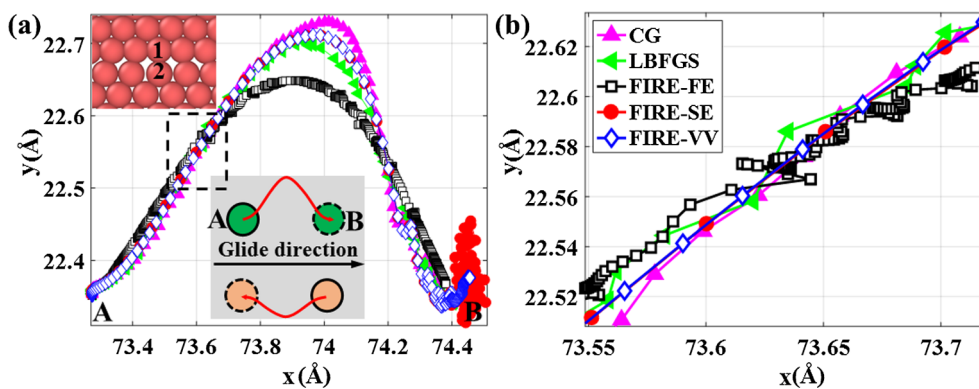 (a)
22.7
22.6
22.5
22.4
y(Å)
1
2
A
B
Glide direction
A
B
73.4
73.6
73.8
74
74.2
74.4
x(Å)
(b)
22.62
22.6
22.58
22.56
22.54
22.52
y(Å)
CG
LBFGS
FIRE-FE
FIRE-SE
FIRE-VV
73.55
73.6
73.65
73.7
x(Å)